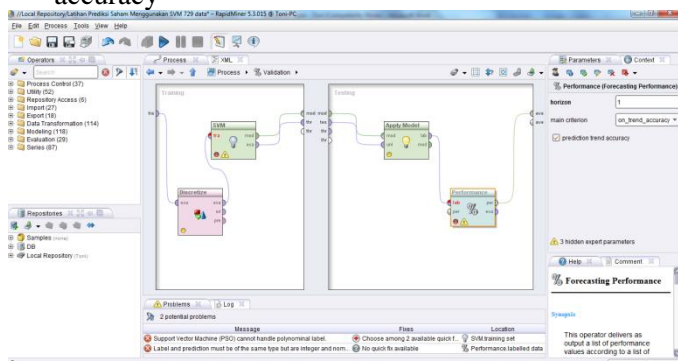 accuracy
//Local Repository/Latihan Prediksi Saham Menggunakan SVM 729 data* – RapidMiner 5.3.015 @ Toni-PC
File Edit Process Tools View Help
Operators
Search
Process Control (37)
Utility (52)
Repository Access (6)
Import (27)
Export (18)
Data Transformation (114)
Modeling (118)
Evaluation (29)
Series (87)
Repositories
Samples (none)
DB
Local Repository (Toni)
Process
XML
Process
Validation
Training
SVM
tra
mod
exa
Discretize
exa
exa
ori
pre
tra
mod
thr
thr
Testing
mod
tes
thr
thr
Apply Model
mod
unl
lab
mod
Performance
lab
per
per
exa
ave
ave
Problems
Log
2 potential problems
Message
Fixes
Location
Support Vector Machine (PSO) cannot handle polynominal label.
Choose among 2 available quick f...
SVM.training set
Label and prediction must be of the same type but are integer and nom...
No quick fix available
Performance.labelled data
Parameters
Context
Performance (Forecasting Performance)
horizon
1
main criterion
on_trend_accuracy
prediction trend accuracy
3 hidden expert parameters
Help
Comment
Forecasting Performance
Synopsis
This operator delivers as
output a list of performance
values according to a list of